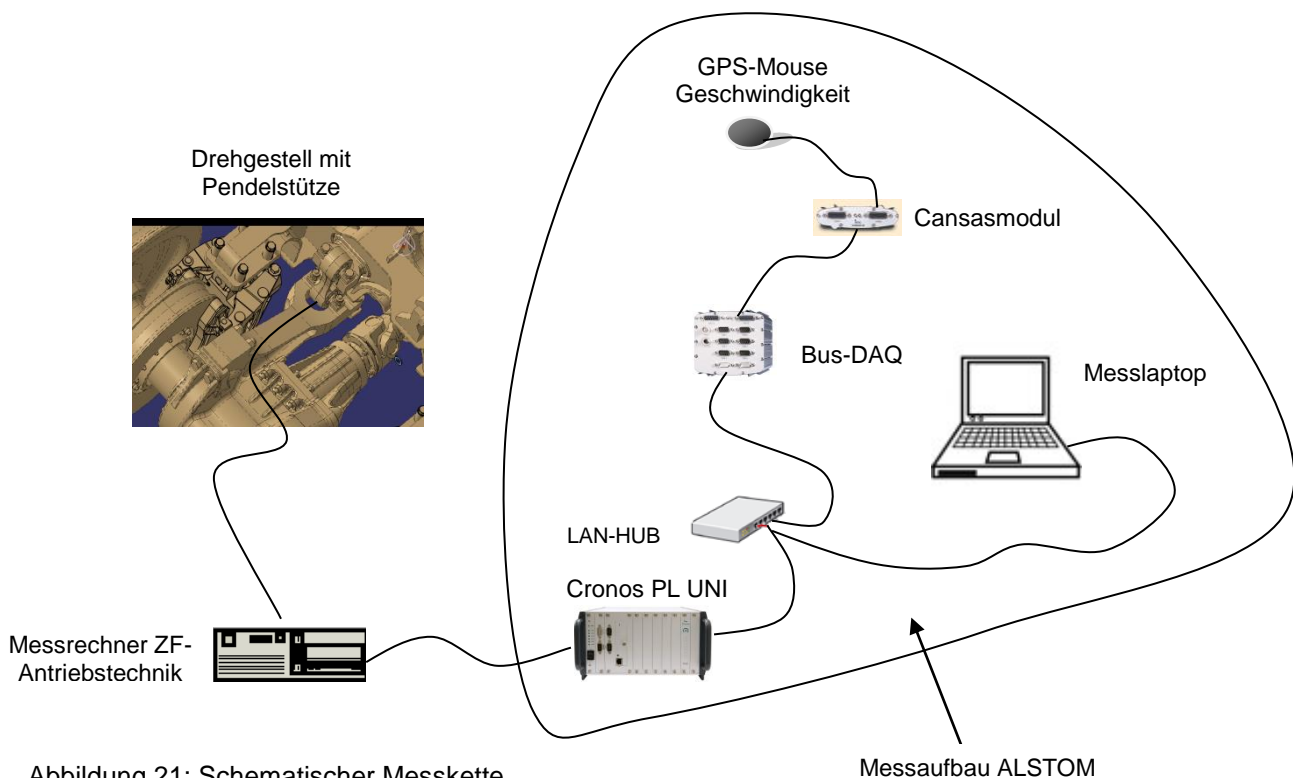 GPS-Mouse
Geschwindigkeit
Drehgestell mit
Pendelstütze
Cansasmodul
Bus-DAQ
Messlaptop
LAN-HUB
Cronos PL UNI
Messrechner ZF-
Antriebstechnik
Abbildung 21: Schematischer Messkette
Messaufbau ALSTOM